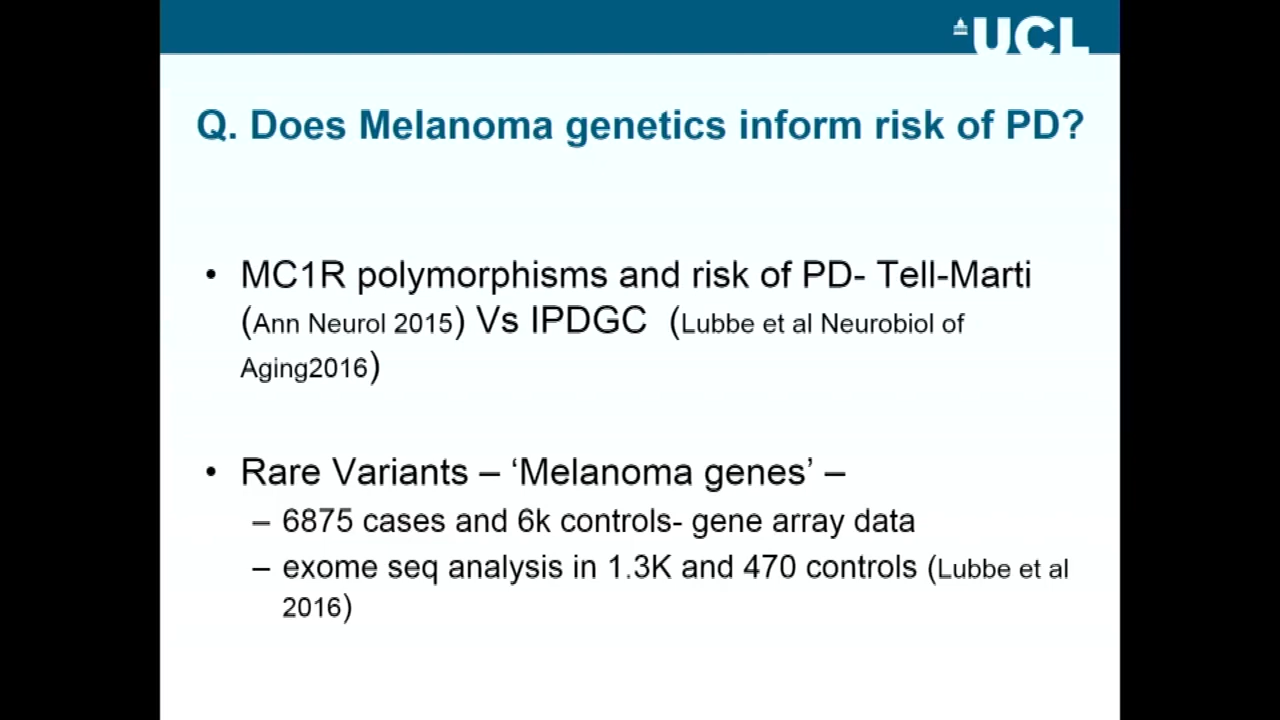 UCL
Q. Does Melanoma genetics inform risk of PD?
• MC1R polymorphisms and risk of PD- Tell-Marti
(Ann Neurol 2015) Vs IPDGC (Lubbe et al Neurobiol of
Aging2016)
• Rare Variants – ‘Melanoma genes’ –
– 6875 cases and 6k controls- gene array data
– exome seq analysis in 1.3K and 470 controls (Lubbe et al
2016)